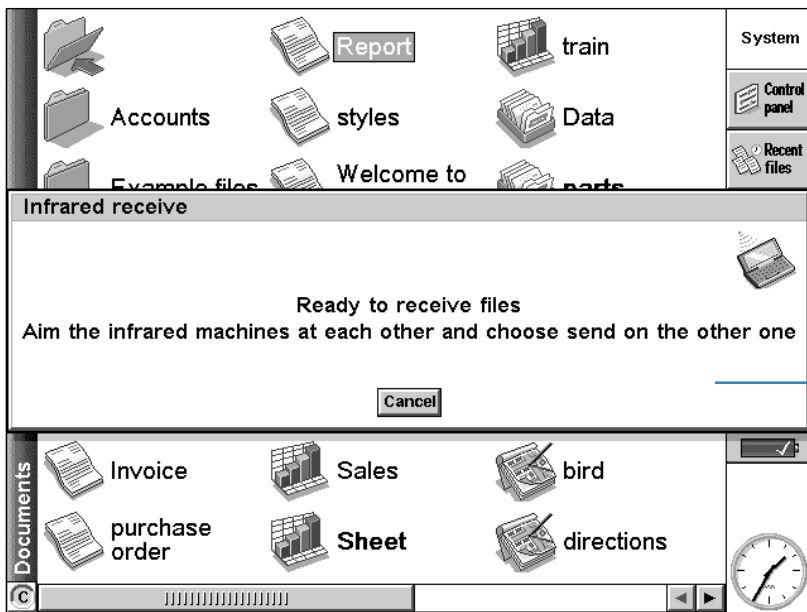 Report
train
System
Accounts
styles
Data
Control
panel
Example files
Welcome to
parts
Recent
files
Infrared receive
Ready to receive files
Aim the infrared machines at each other and choose send on the other one
Cancel
Documents
Invoice
Sales
bird
purchase
order
Sheet
directions
C